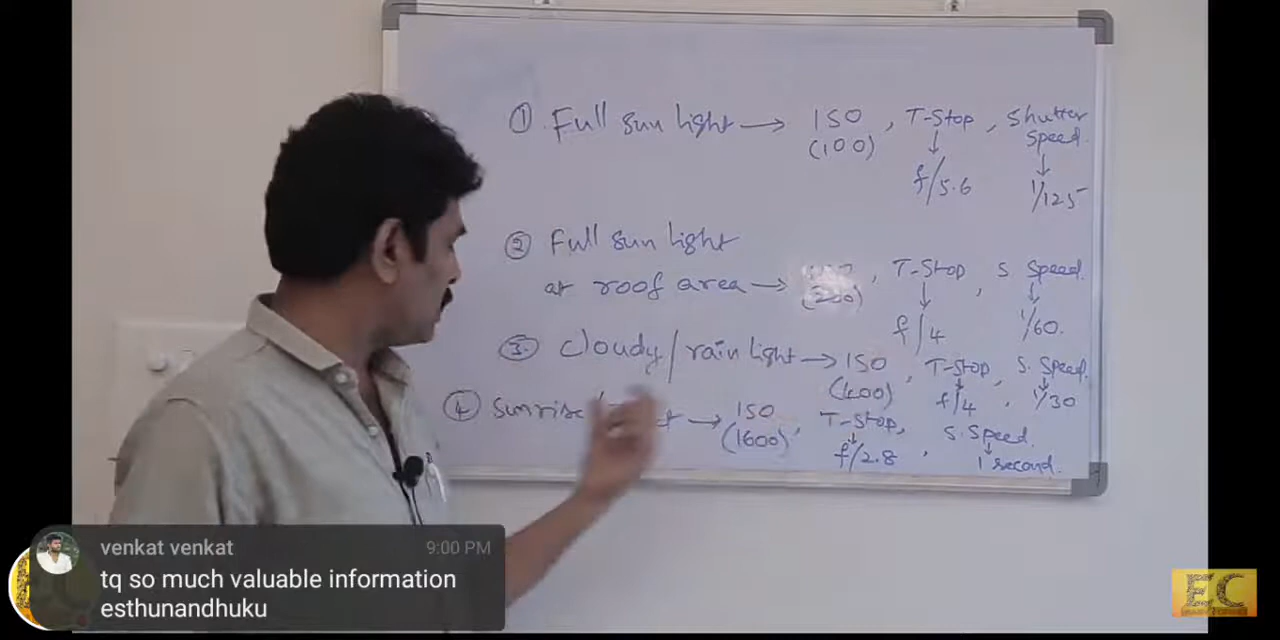 ① Full sun light → ISO , T-Stop , Shutter
Speed
(100)
↓ ↓
f/5.6 1/125
② Full sun light
at roof area → (200) , T-Stop , S Speed
↓ ↓
f/4 1/60.
③ cloudy/rain light → ISO , T-Stop , S. Speed
(400) ↓ f/4 , ↓ 1/30
④ sunrise/ → ISO , T-Stop, S. Speed
(1600) ↓ f/2.8 , ↓ 1 second.
venkat venkat 9:00 PM
tq so much valuable information
esthunandhuku
EC